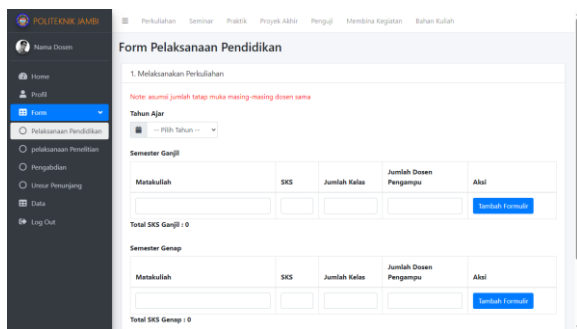 POLITEKNIK JAMBI
Perkuliahan Seminar Praktik Proyek Akhir Penguji Membina Kegiatan Bahan Kuliah
Nama Dosen
Home
Profil
Form
Pelaksanaan Pendidikan
pelaksanaan Penelitian
Pengabdian
Unsur Penunjang
Data
Log Out
Form Pelaksanaan Pendidikan
1. Melaksanakan Perkuliahan
Note: asumsi jumlah tatap muka masing-masing dosen sama
Tahun Ajar
-- Pilih Tahun --
Semester Ganjil
Matakuliah SKS Jumlah Kelas Jumlah Dosen Pengampu Aksi
Tambah Formulir
Total SKS Ganjil : 0
Semester Genap
Matakuliah SKS Jumlah Kelas Jumlah Dosen Pengampu Aksi
Tambah Formulir
Total SKS Genap : 0